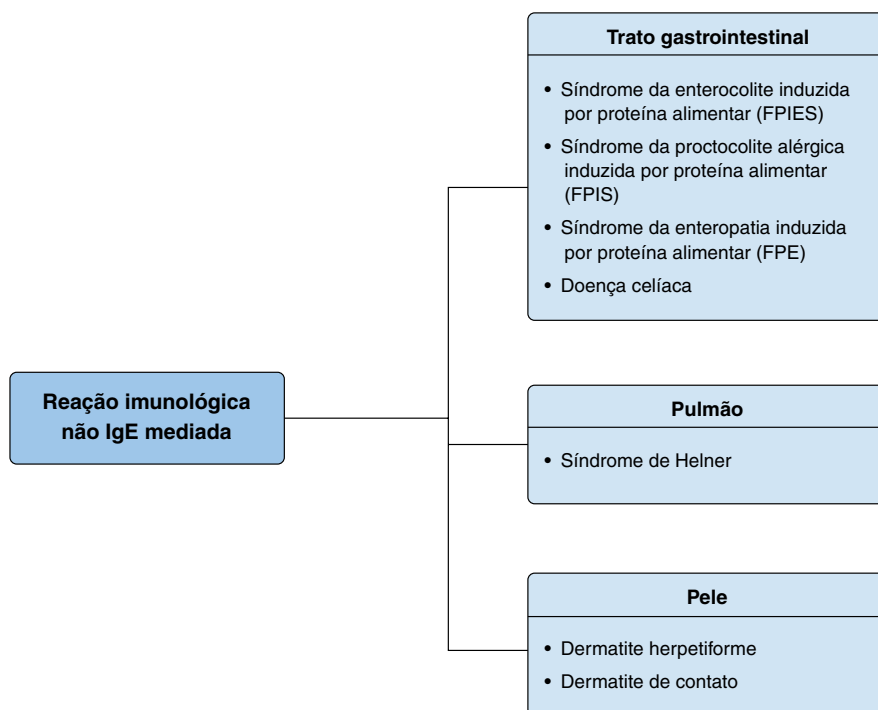 Trato gastrointestinal
• Síndrome da enterocolite induzida
por proteína alimentar (FPIES)
• Síndrome da proctocolite alérgica
induzida por proteína alimentar
(FPIS)
• Síndrome da enteropatia induzida
por proteína alimentar (FPE)
• Doença celíaca
Reação imunológica
não IgE mediada
Pulmão
• Síndrome de Helner
Pele
• Dermatite herpetiforme
• Dermatite de contato